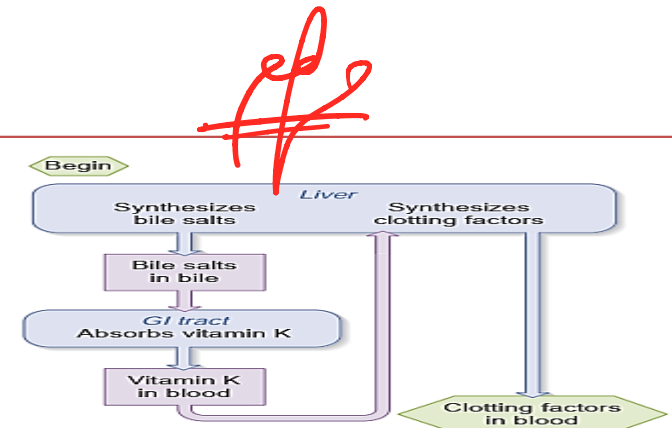 Begin
Liver
Synthesizes
bile salts
Synthesizes
clotting factors
Bile salts
in bile
GI tract
Absorbs vitamin K
Vitamin K
in blood
Clotting factors
in blood